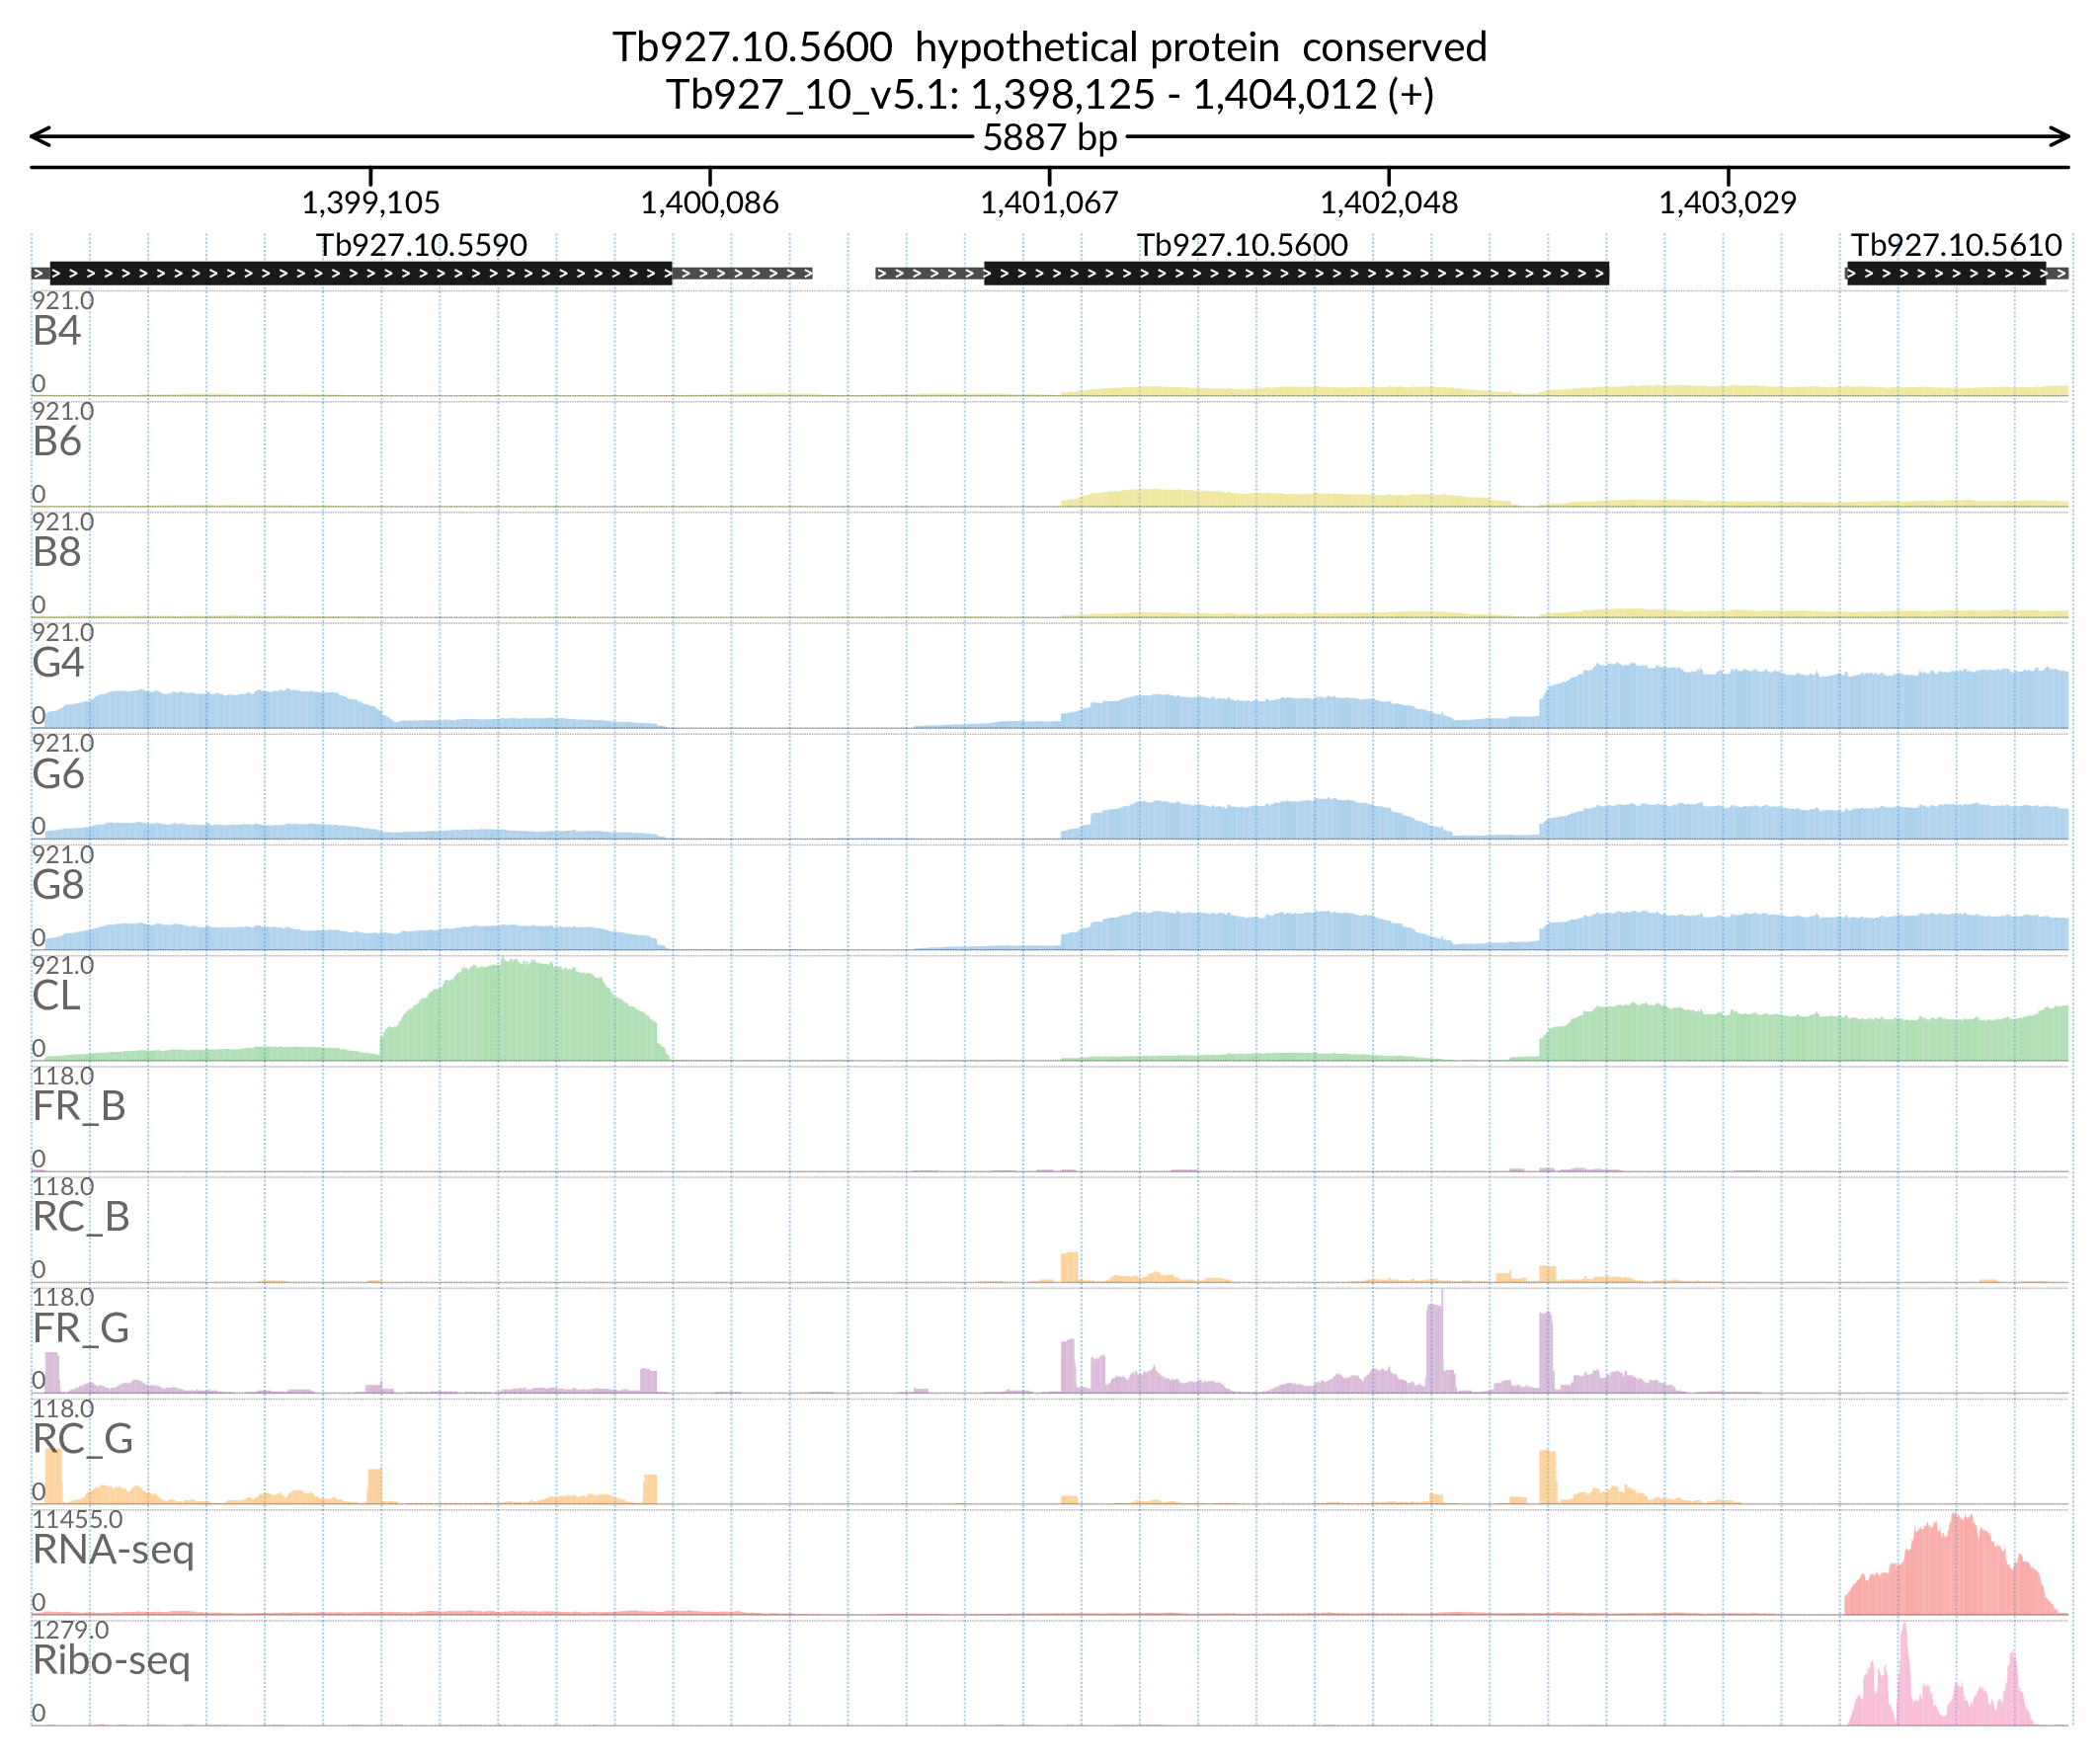 Tb927.10.5600 hypothetical protein conserved
Tb927_10_v5.1: 1,398,125 - 1,404,012 (+)
5887 bp
1,399,105 1,400,086 1,401,067 1,402,048 1,403,029
Tb927.10.5590 Tb927.10.5600 Tb927.10.5610
921.0
B4
0
921.0
B6
0
921.0
B8
0
921.0
G4
0
921.0
G6
0
921.0
G8
0
921.0
CL
0
118.0
FR_B
0
118.0
RC_B
0
118.0
FR_G
0
118.0
RC_G
0
11455.0
RNA-seq
0
1279.0
Ribo-seq
0